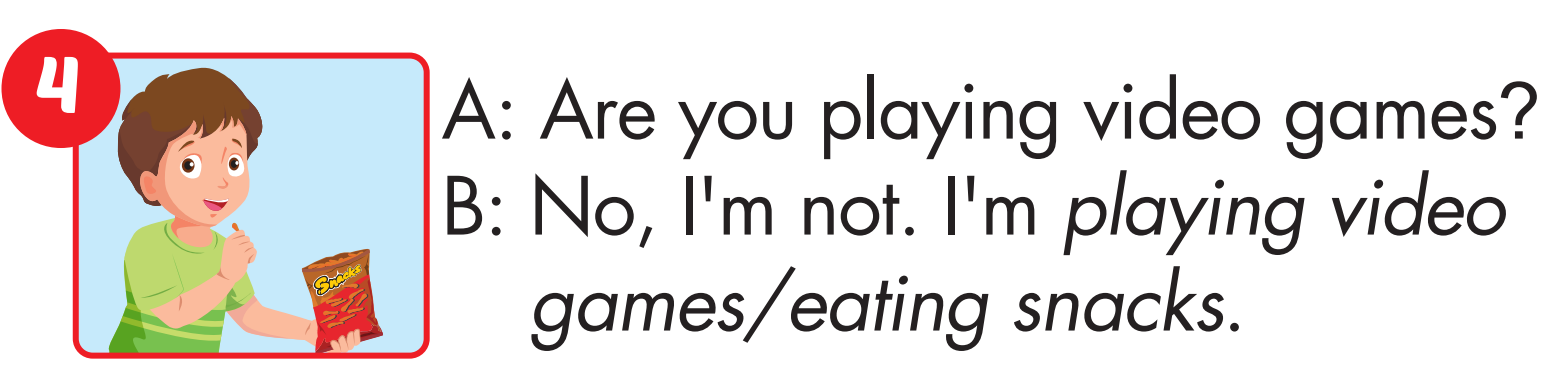 4
A: Are you playing video games?
B: No, I'm not. I'm playing video
games/eating snacks.
Snacks